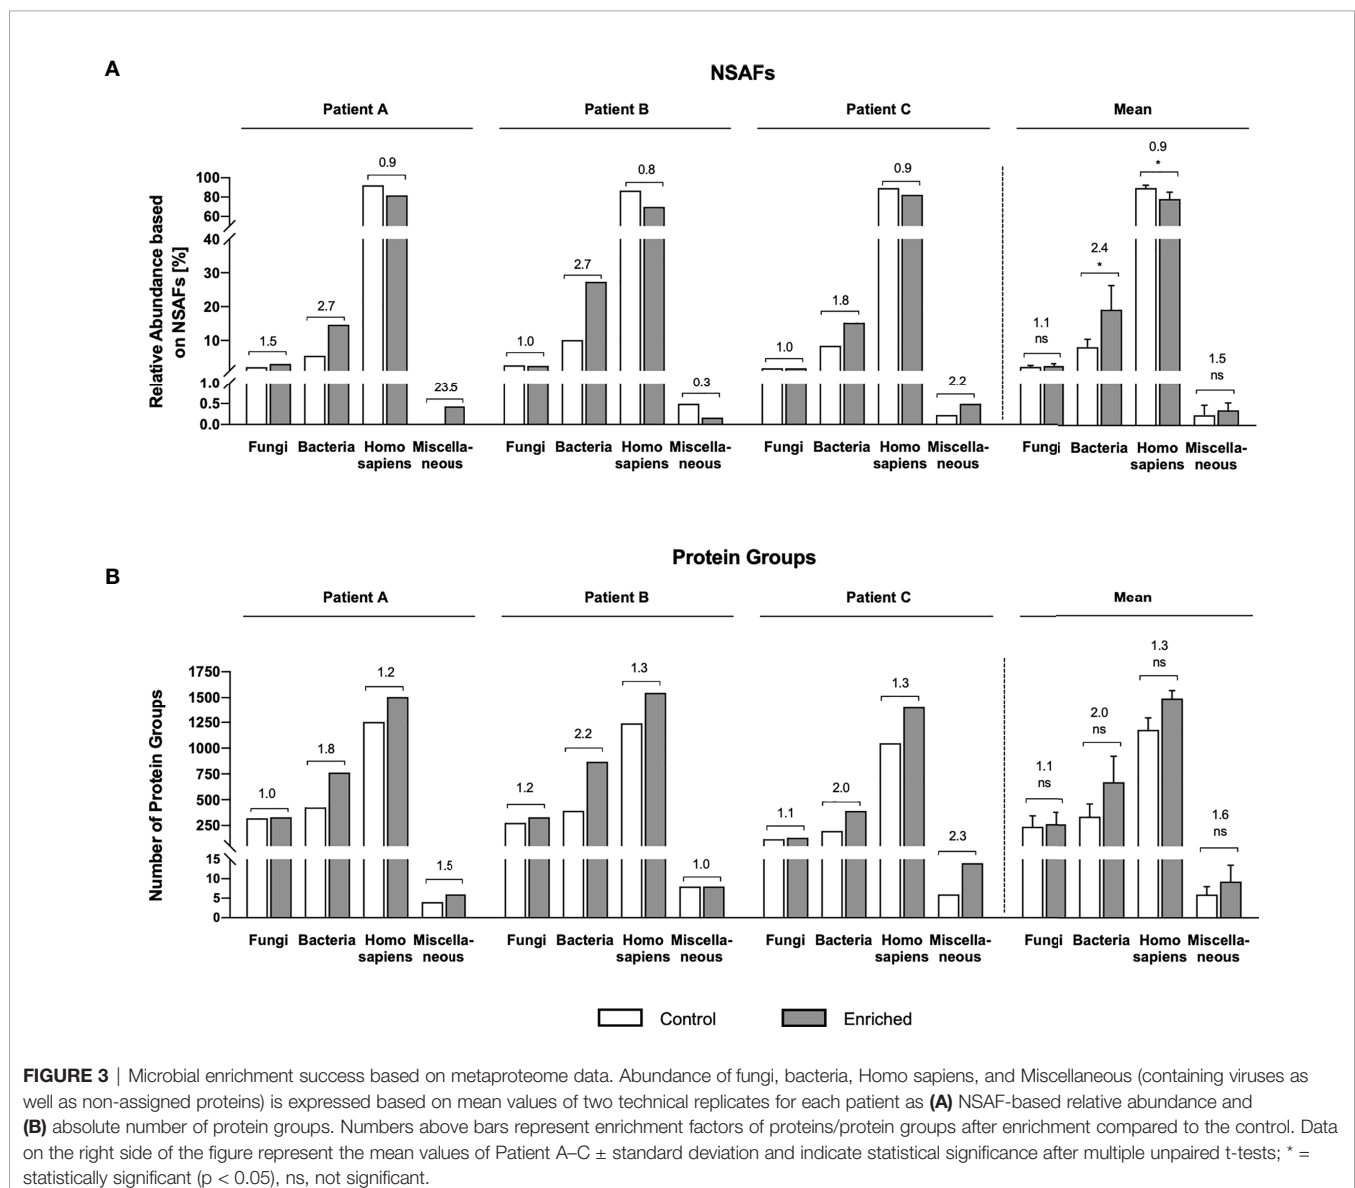 A
NSAFs
Patient A
Patient B
Patient C
Mean
Relative Abundance based
on NSAFs [%]
100
80
60
40
30
20
10
1.0
0.5
0.0
1.5
2.7
0.9
23.5
1.0
2.7
0.8
0.3
1.0
1.8
0.9
2.2
1.1
ns
2.4
*
0.9
*
1.5
ns
Fungi Bacteria Homo sapiens Miscella-neous
Fungi Bacteria Homo sapiens Miscella-neous
Fungi Bacteria Homo sapiens Miscella-neous
Fungi Bacteria Homo sapiens Miscella-neous
B
Protein Groups
Patient A
Patient B
Patient C
Mean
Number of Protein Groups
1750
1500
1250
1000
750
500
250
15
10
5
0
1.0
1.8
1.2
1.5
1.2
2.2
1.3
1.0
1.1
2.0
1.3
2.3
1.1
ns
2.0
ns
1.3
ns
1.6
ns
Fungi Bacteria Homo sapiens Miscella-neous
Fungi Bacteria Homo sapiens Miscella-neous
Fungi Bacteria Homo sapiens Miscella-neous
Fungi Bacteria Homo sapiens Miscella-neous
Control
Enriched
FIGURE 3 | Microbial enrichment success based on metaproteome data. Abundance of fungi, bacteria, Homo sapiens, and Miscellaneous (containing viruses as
well as non-assigned proteins) is expressed based on mean values of two technical replicates for each patient as (A) NSAF-based relative abundance and
(B) absolute number of protein groups. Numbers above bars represent enrichment factors of proteins/protein groups after enrichment compared to the control. Data
on the right side of the figure represent the mean values of Patient A–C ± standard deviation and indicate statistical significance after multiple unpaired t-tests; * =
statistically significant (p < 0.05), ns, not significant.